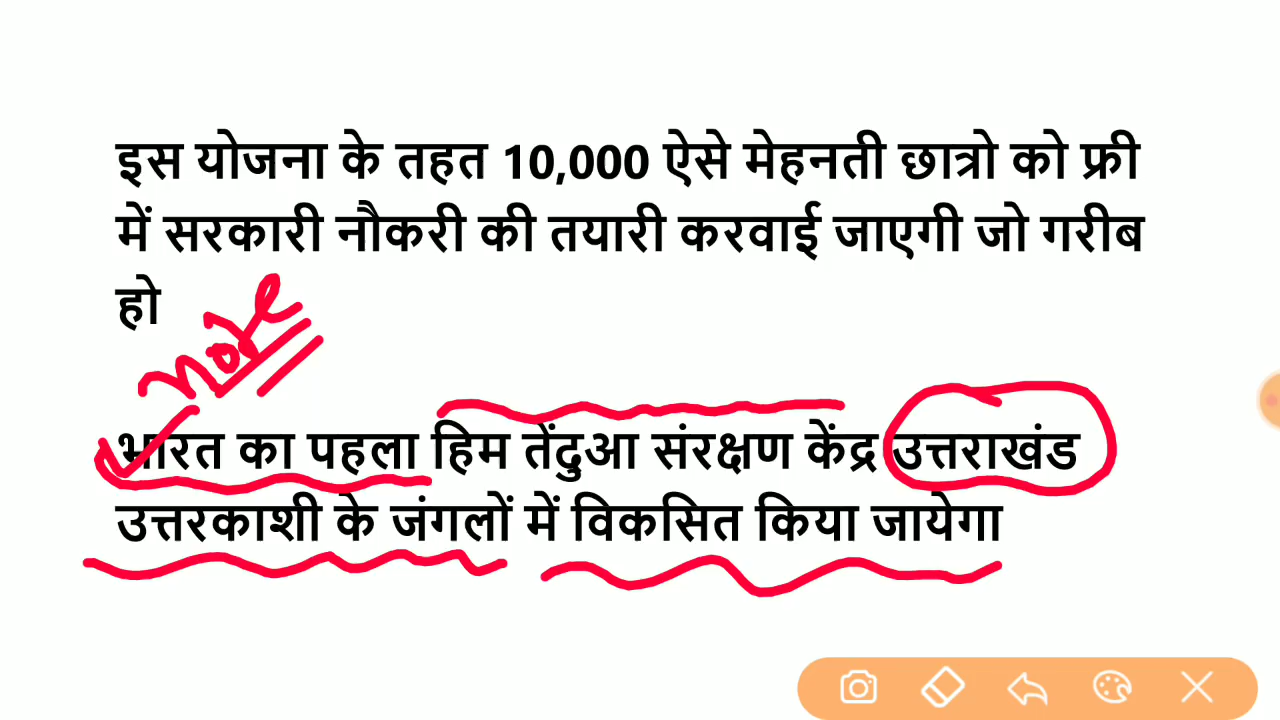 इस योजना के तहत 10,000 ऐसे मेहनती छात्रो को फ्री
में सरकारी नौकरी की तयारी करवाई जाएगी जो गरीब
हो
more
भारत का पहला हिम तेंदुआ संरक्षण केंद्र उत्तराखंड
उत्तरकाशी के जंगलों में विकसित किया जायेगा